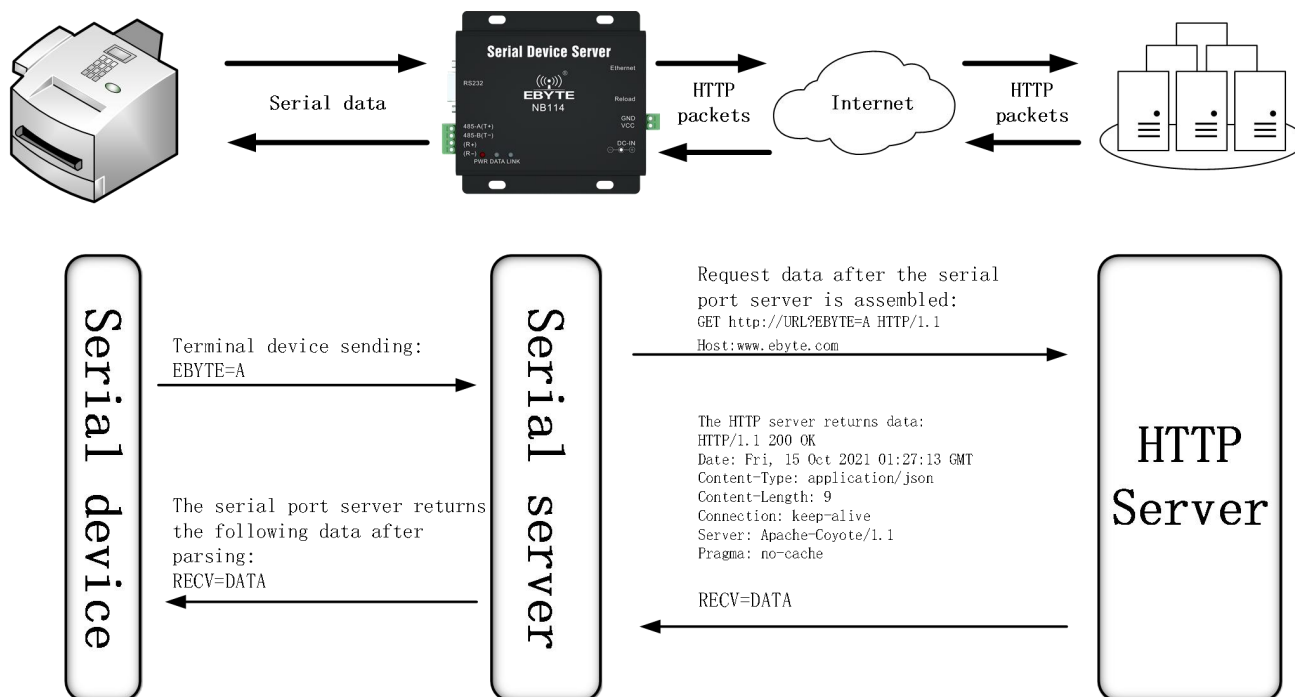 Serial data
Serial Device Server
Ethernet
RS232
®
EBYTE
NB114
Reload
GND
VCC
485-A(T+)
485-B(T-)
(R+)
(R-)
DC-IN
PWR DATA LINK
HTTP
packets
Internet
HTTP
packets
Serial device
Terminal device sending:
EBYTE=A
The serial port server returns
the following data after
parsing:
RECV=DATA
Serial server
Request data after the serial
port server is assembled:
GET http://URL?EBYTE=A HTTP/1.1
Host:www.ebyte.com
The HTTP server returns data:
HTTP/1.1 200 OK
Date: Fri, 15 Oct 2021 01:27:13 GMT
Content-Type: application/json
Content-Length: 9
Connection: keep-alive
Server: Apache-Coyote/1.1
Pragma: no-cache
RECV=DATA
HTTP
Server